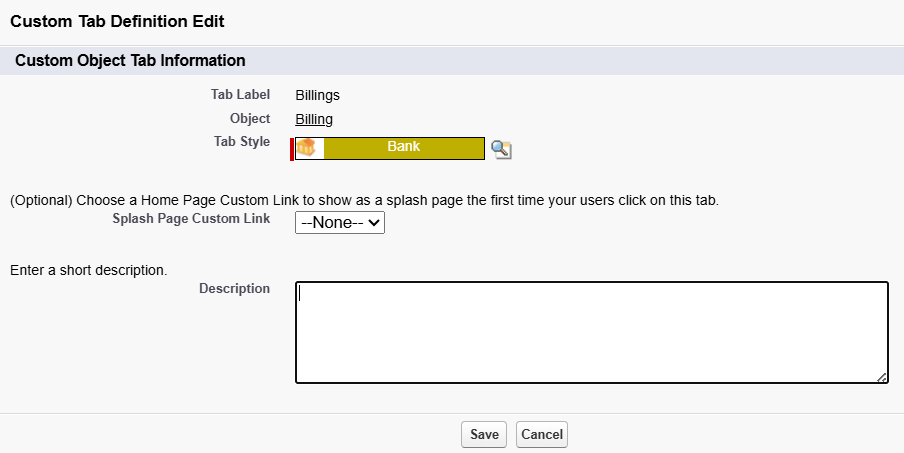 Custom Tab Definition Edit
Custom Object Tab Information
Tab Label Billings
Object Billing
Tab Style Bank
(Optional) Choose a Home Page Custom Link to show as a splash page the first time your users click on this tab.
Splash Page Custom Link --None--
Enter a short description.
Description
Save Cancel